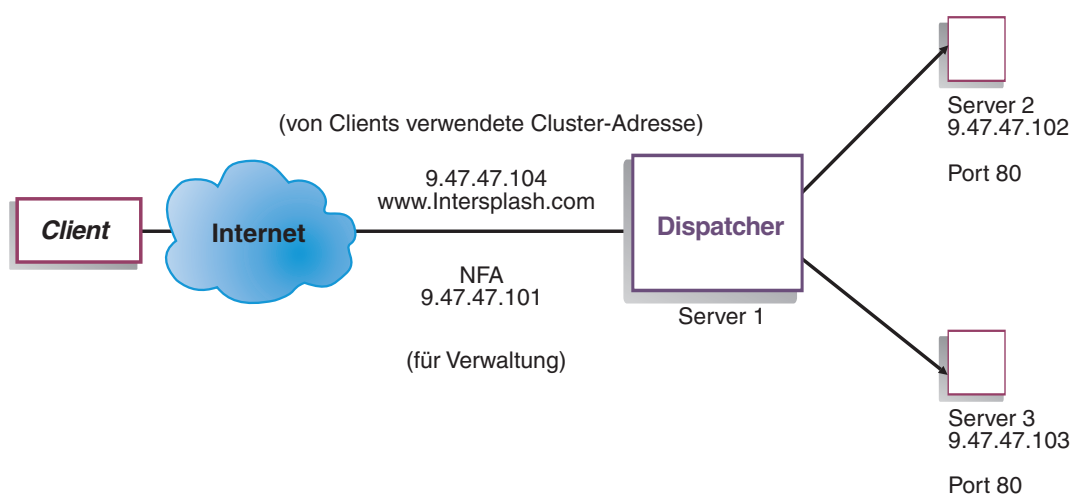 (von Clients verwendete Cluster-Adresse)
9.47.47.104
www.Intersplash.com
Client
Internet
NFA
9.47.47.101
(für Verwaltung)
Dispatcher
Server 1
Server 2
9.47.47.102
Port 80
Server 3
9.47.47.103
Port 80